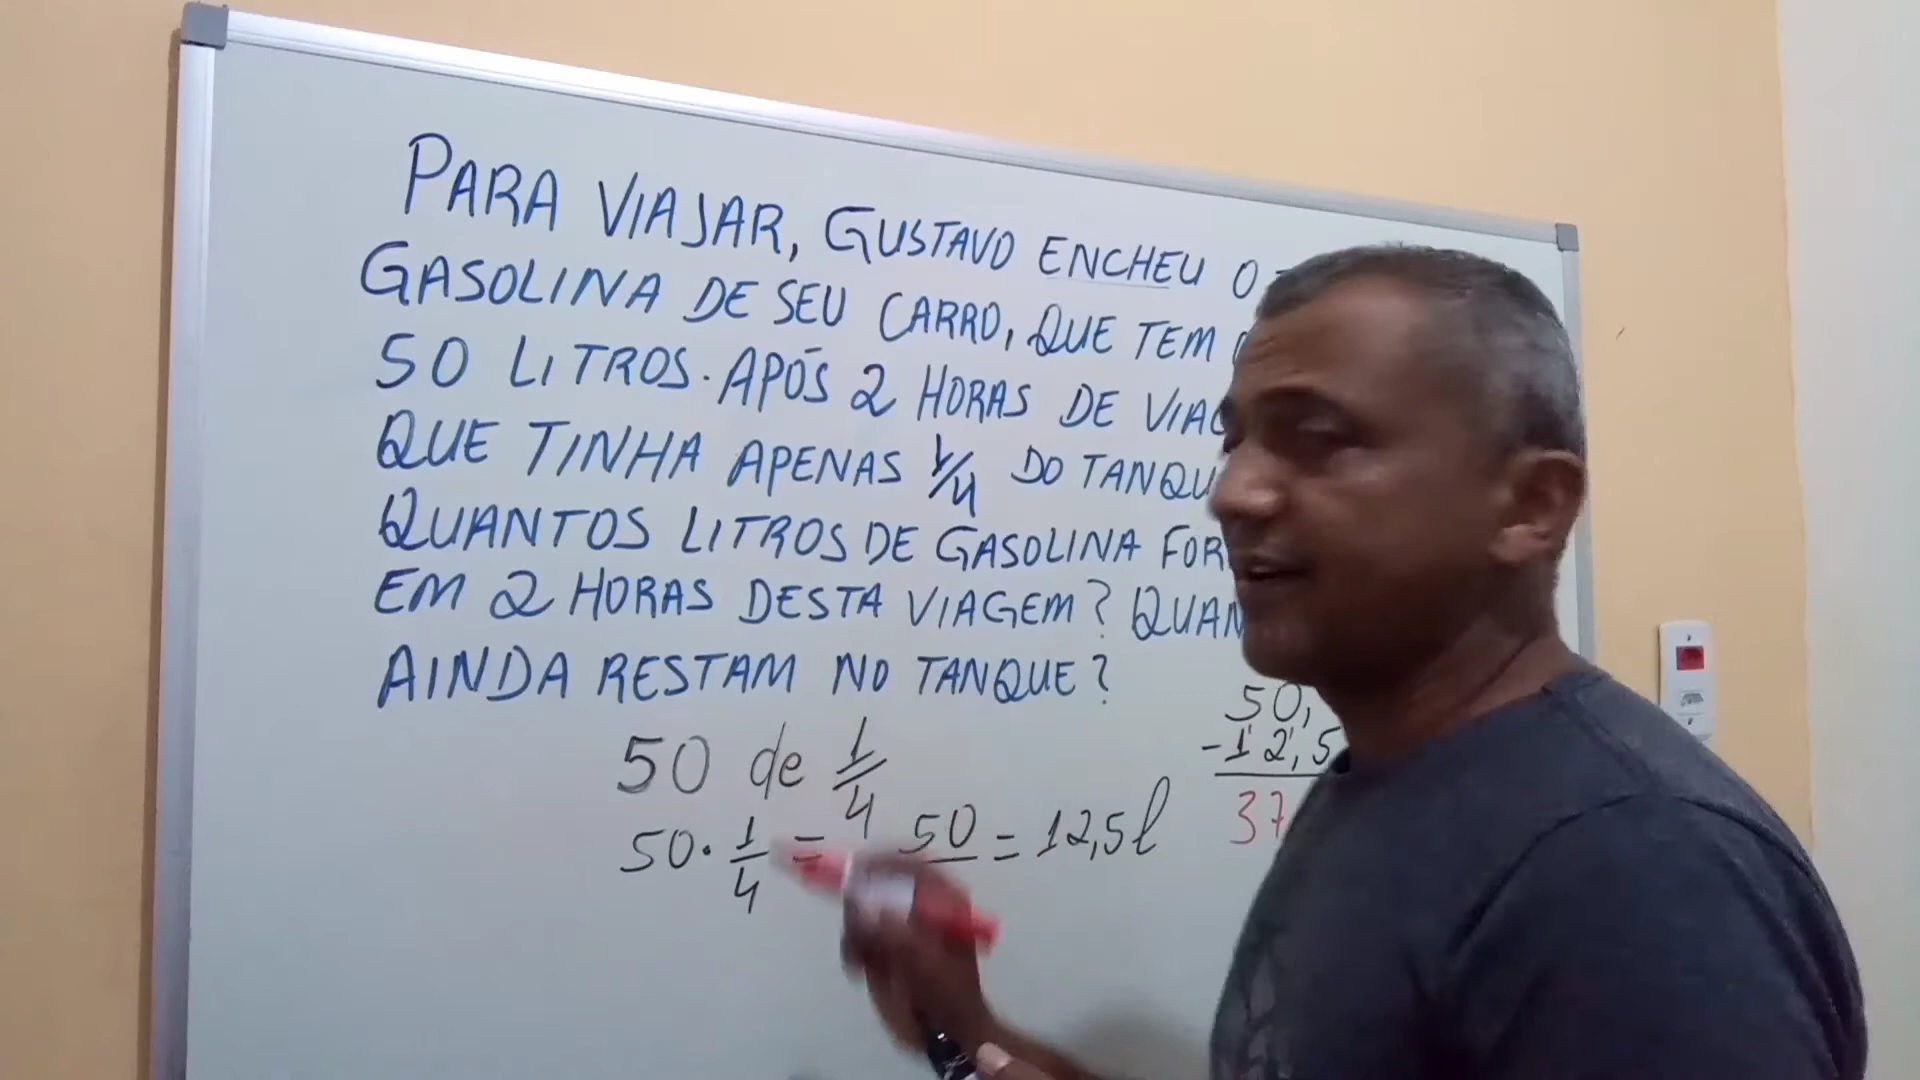 PARA VIAJAR, GUSTAVO ENCHEU O
GASOLINA DE SEU CARRO, QUE TEM
50 LITROS. APÓS 2 HORAS DE
QUE TINHA APENAS 1/4 DO
QUANTOS LITROS DE GASOLINA
EM 2 HORAS DESTA VIAGEM?
AINDA RESTAM NO TANQUE?
50 de 1/4
50 · 1/4 = 50 = 12,5 l
50,
- 12,5
37